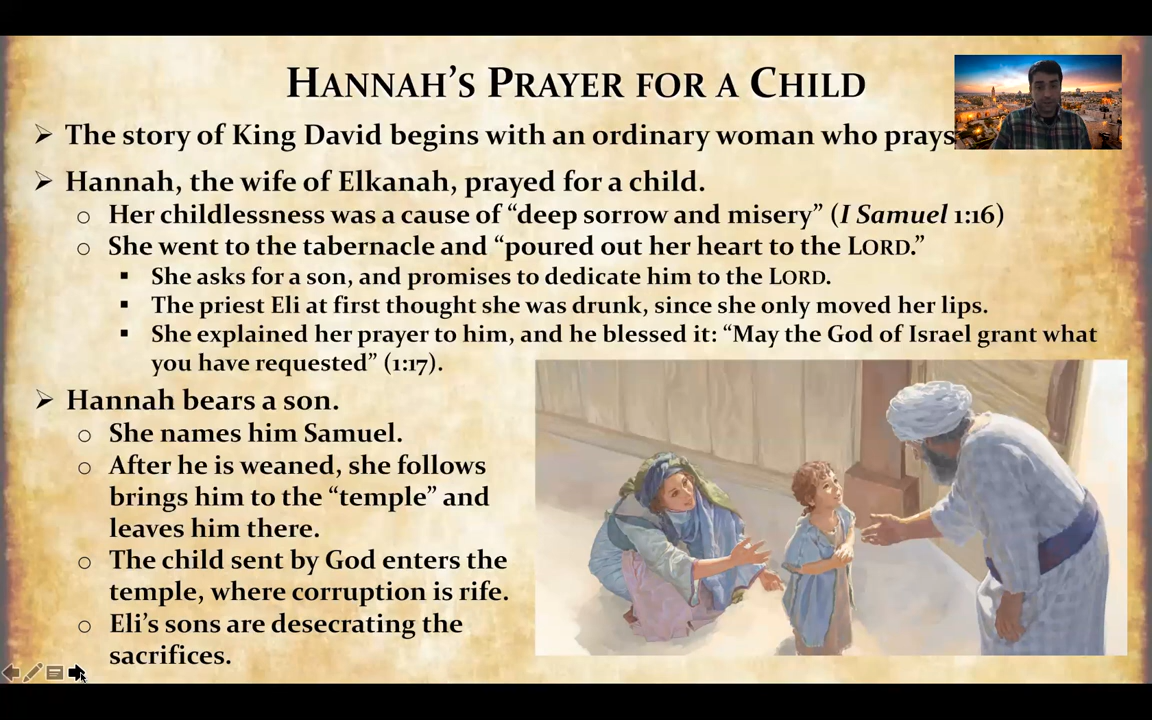 HANNAH'S PRAYER FOR A CHILD
➢ The story of King David begins with an ordinary woman who prays
➢ Hannah, the wife of Elkanah, prayed for a child.
○ Her childlessness was a cause of “deep sorrow and misery” (I Samuel 1:16)
○ She went to the tabernacle and “poured out her heart to the LORD.”
▪ She asks for a son, and promises to dedicate him to the LORD.
▪ The priest Eli at first thought she was drunk, since she only moved her lips.
▪ She explained her prayer to him, and he blessed it: “May the God of Israel grant what
you have requested” (1:17).
➢ Hannah bears a son.
○ She names him Samuel.
○ After he is weaned, she follows
brings him to the “temple” and
leaves him there.
○ The child sent by God enters the
temple, where corruption is rife.
○ Eli’s sons are desecrating the
sacrifices.